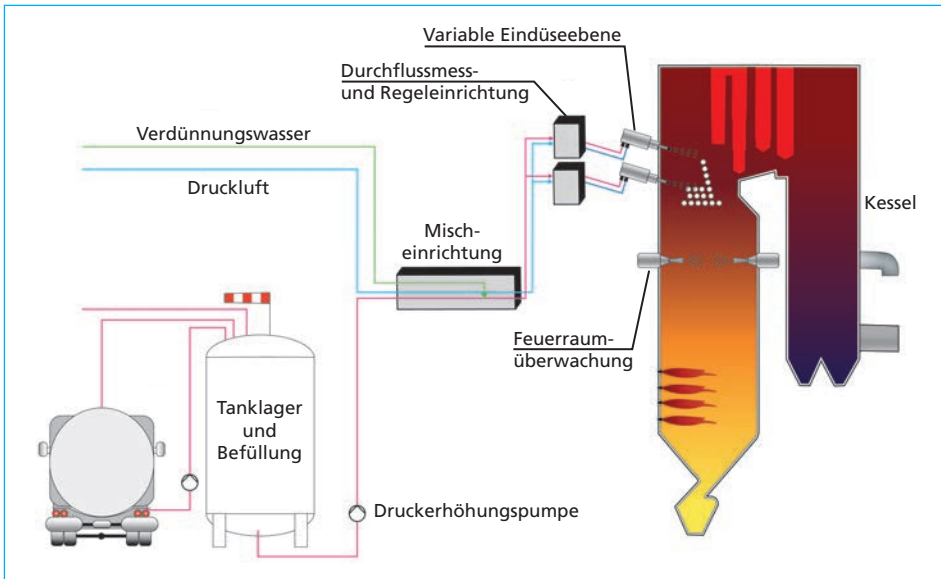 Variable Eindüseebene
Durchflussmess-
und Regeleinrichtung
Verdünnungswasser
Druckluft
Misch-
einrichtung
Kessel
Feuerraum-
überwachung
Tanklager
und
Befüllung
Druckerhöhungspumpe